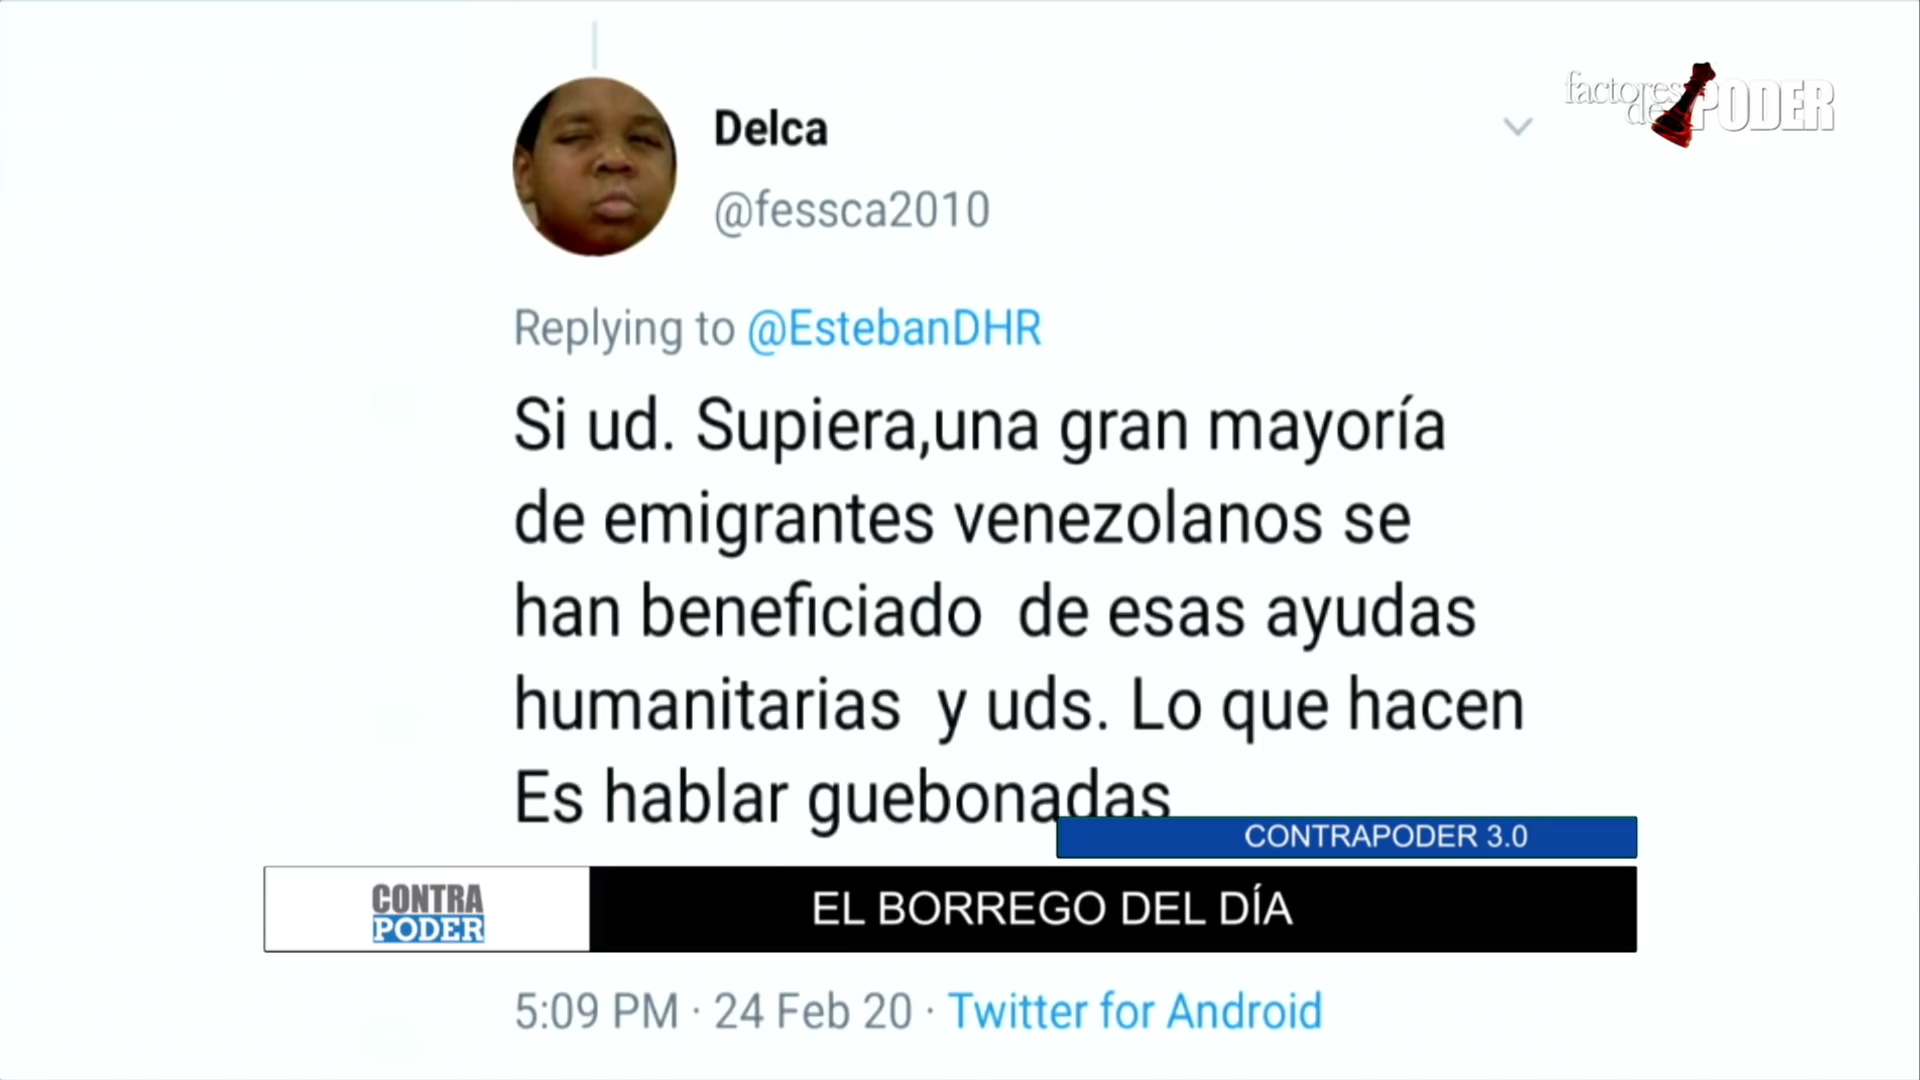 Delca
@fessca2010
factores de PODER
Replying to @EstebanDHR
Si ud. Supiera,una gran mayoría
de emigrantes venezolanos se
han beneficiado  de esas ayudas
humanitarias  y uds. Lo que hacen
Es hablar guebonadas
CONTRAPODER 3.0
CONTRA
PODER
EL BORREGO DEL DÍA
5:09 PM · 24 Feb 20 · Twitter for Android